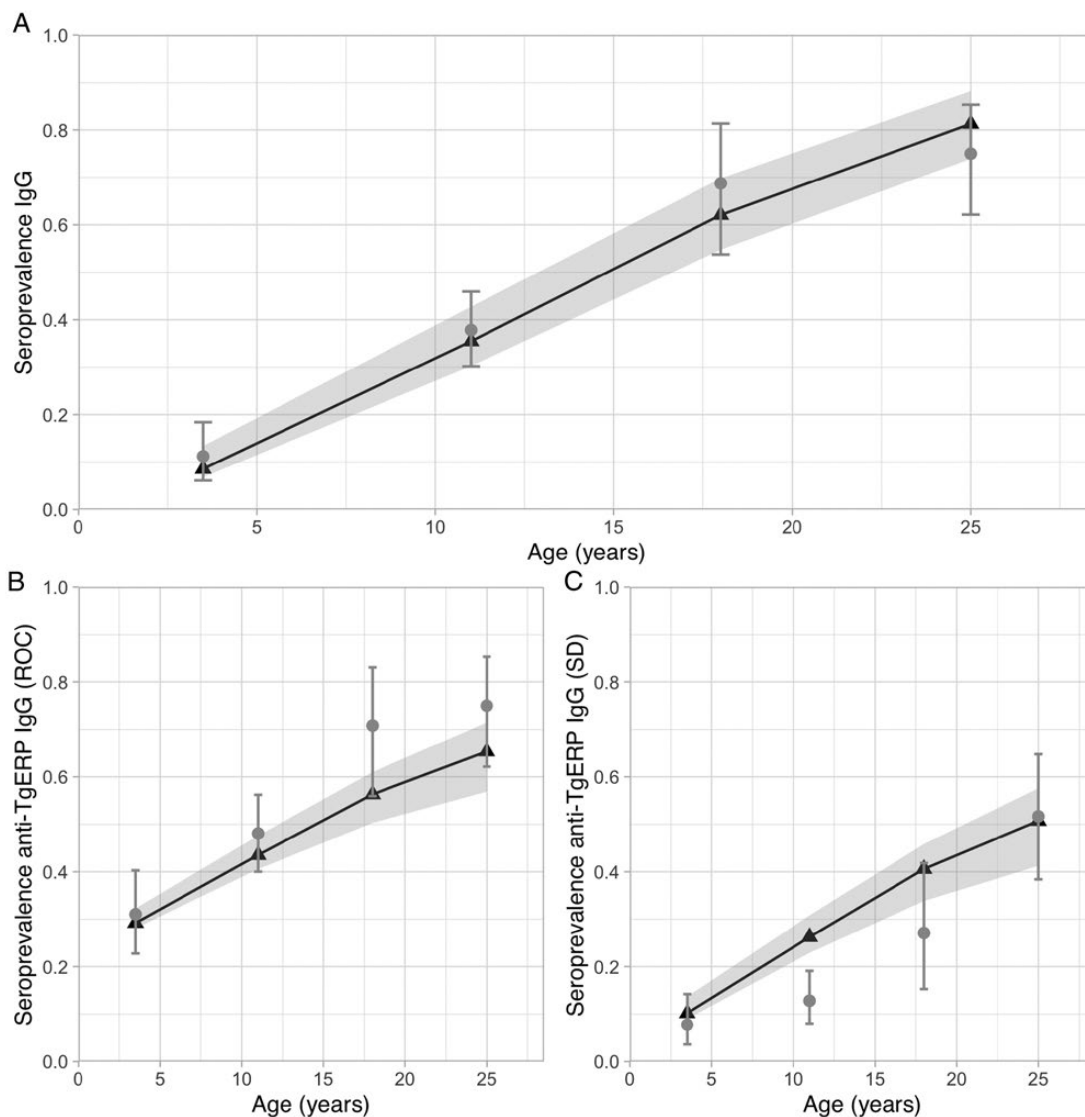 A
Seroprevalence IgG
1.0
0.8
0.6
0.4
0.2
0.0
0 5 10 15 20 25
Age (years)
B
Seroprevalence anti-TgERP IgG (ROC)
1.0
0.8
0.6
0.4
0.2
0.0
0 5 10 15 20 25
Age (years)
C
Seroprevalence anti-TgERP IgG (SD)
1.0
0.8
0.6
0.4
0.2
0.0
0 5 10 15 20 25
Age (years)